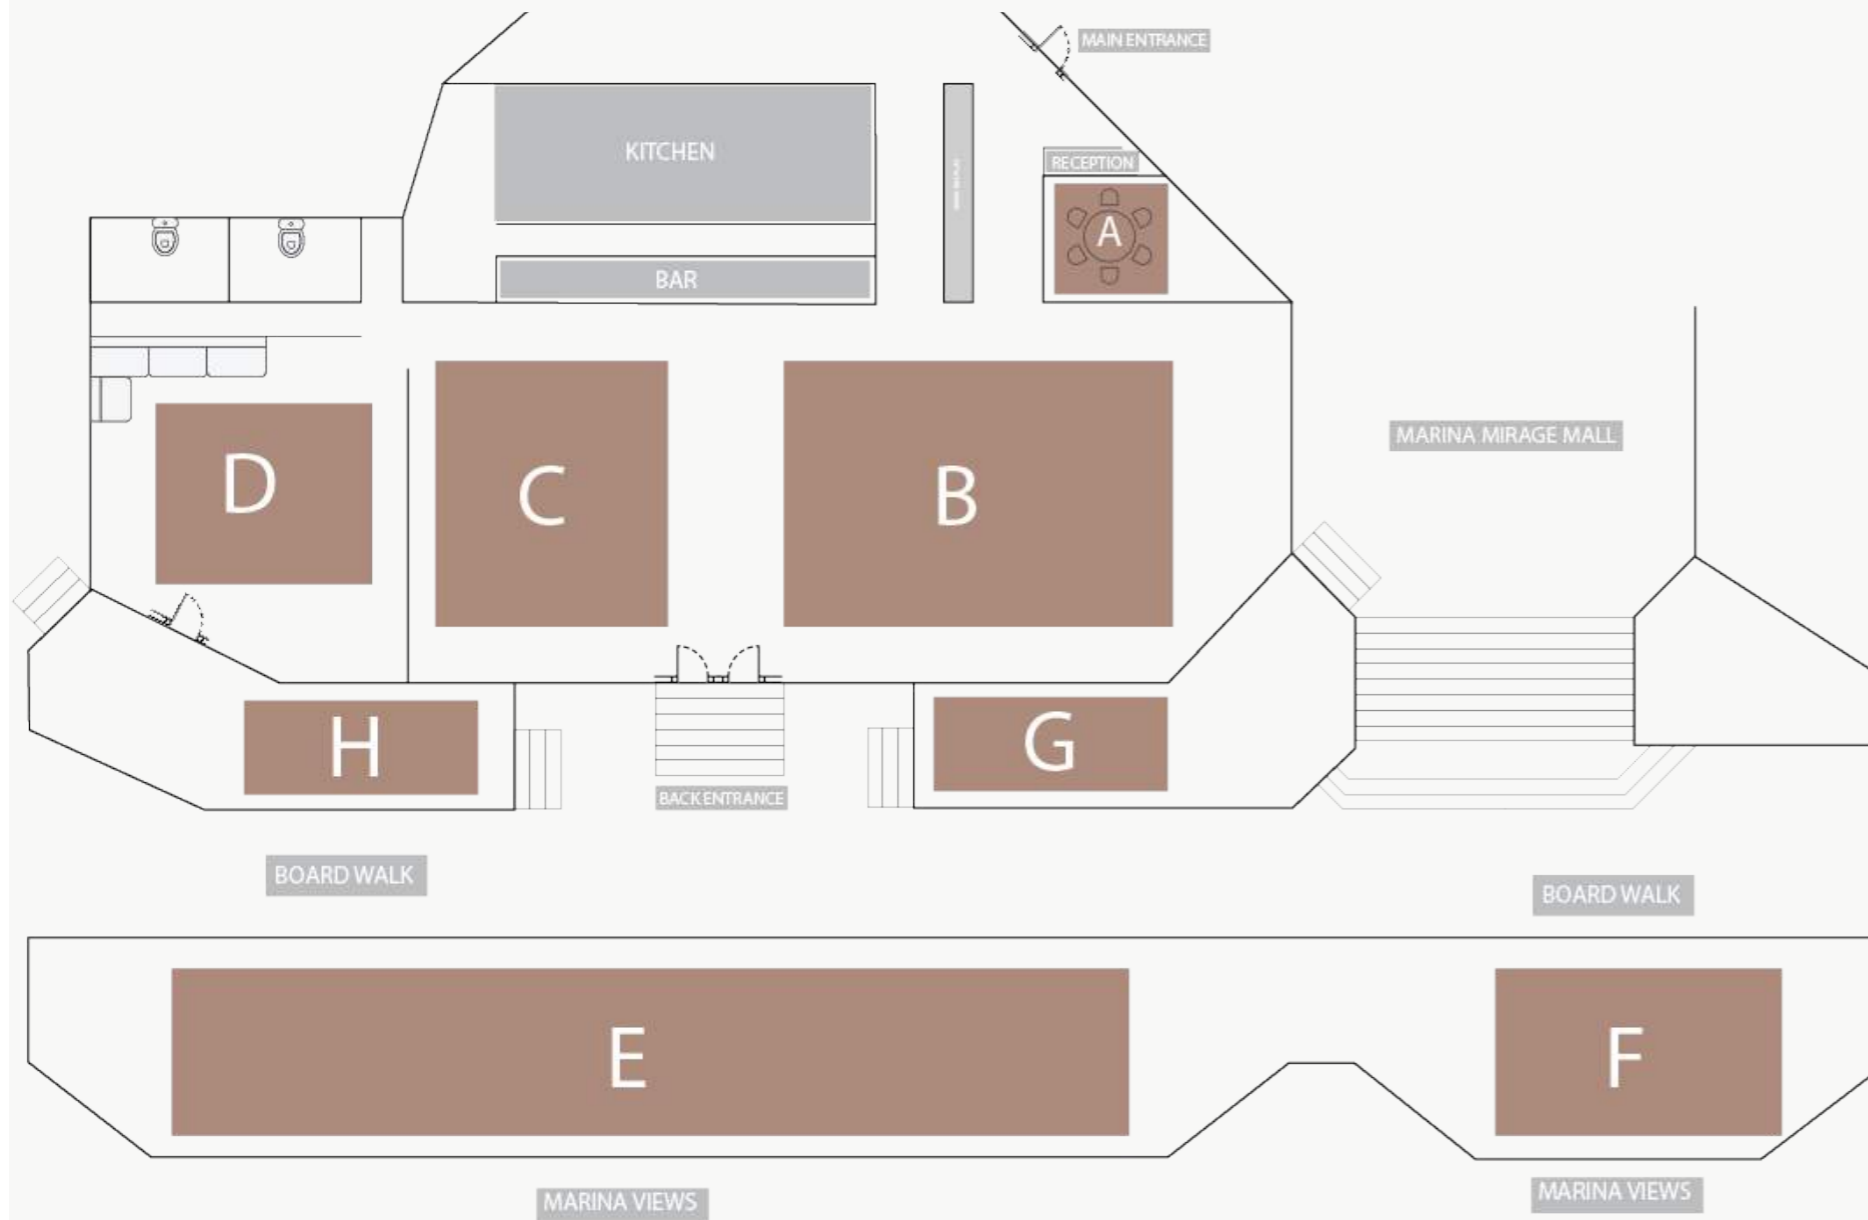 MAIN ENTRANCE
KITCHEN
RECEPTION
A
BAR
MARINA MIRAGE MALL
D
C
B
H
G
BACK ENTRANCE
BOARD WALK
BOARD WALK
E
F
MARINA VIEWS
MARINA VIEWS